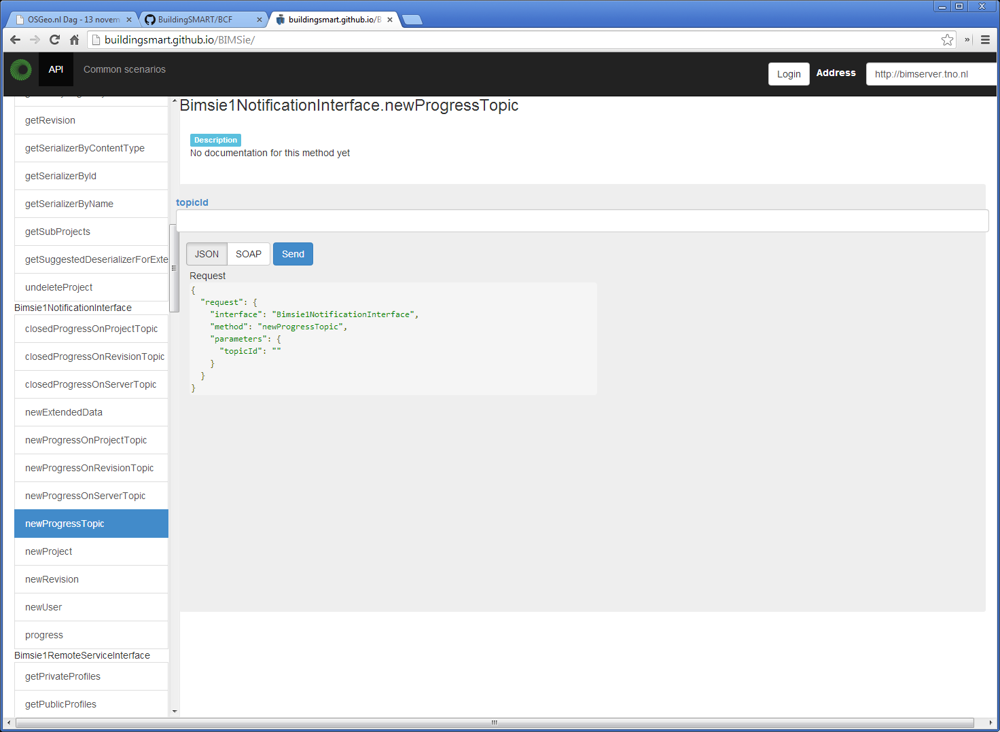 OSGeo.nl Dag - 13 novem
BuildingSMART/BCF
buildingsmart.github.io/B
buildingsmart.github.io/BIMSie/
API
Common scenarios
Login
Address
http://bimserver.tno.nl
getRevision
getSerializerByContentType
getSerializerById
getSerializerByName
getSubProjects
getSuggestedDeserializerForExte
undeleteProject
Bimsie1NotificationInterface
closedProgressOnProjectTopic
closedProgressOnRevisionTopic
closedProgressOnServerTopic
newExtendedData
newProgressOnProjectTopic
newProgressOnRevisionTopic
newProgressOnServerTopic
newProgressTopic
newProject
newRevision
newUser
progress
Bimsie1RemoteServiceInterface
getPrivateProfiles
getPublicProfiles
Bimsie1NotificationInterface.newProgressTopic
Description
No documentation for this method yet
topicId
JSON
SOAP
Send
Request
{
"request": {
"interface": "Bimsie1NotificationInterface",
"method": "newProgressTopic",
"parameters": {
"topicId": ""
}
}
}